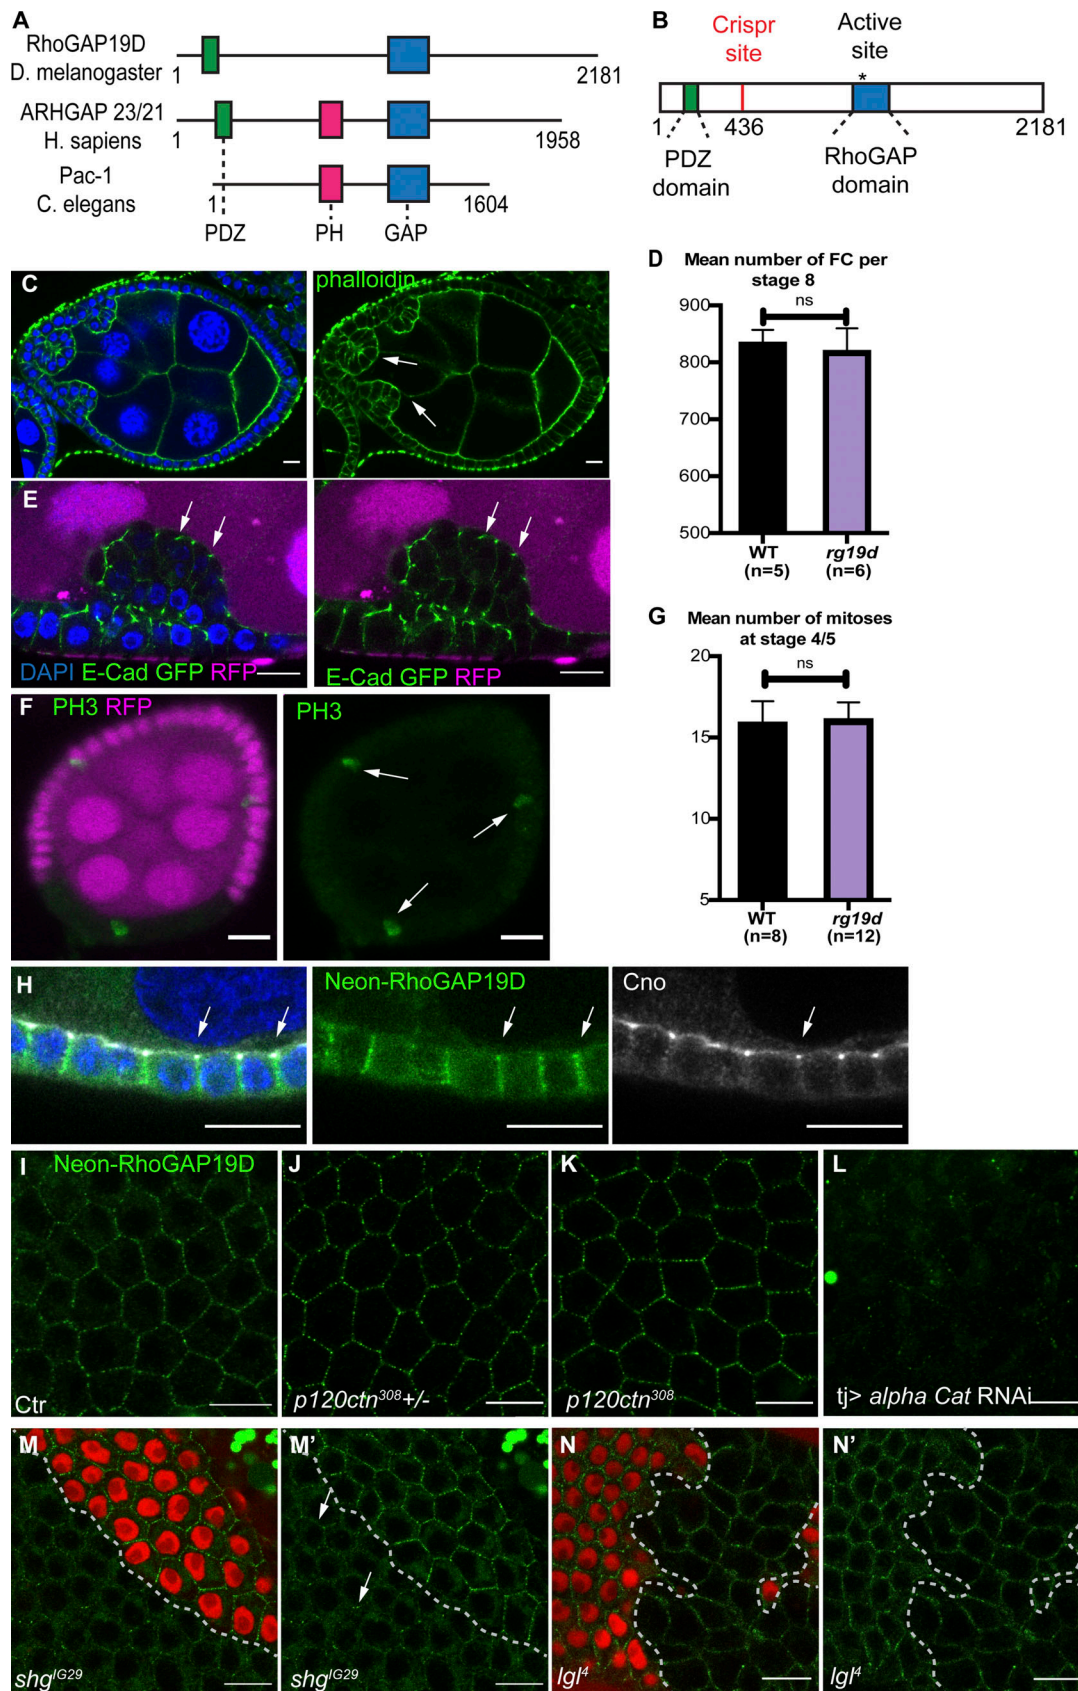 A
RhoGAP19D
D. melanogaster
1
2181
ARHGAP 23/21
H. sapiens
1
1958
Pac-1
C. elegans
1
1604
PDZ
PH
GAP
B
Crispr
site
Active
site
*
1
436
2181
PDZ
domain
RhoGAP
domain
C
phalloidin
D
Mean number of FC per
stage 8
ns
900
800
700
600
500
WT
(n=5)
rg19d
(n=6)
E
DAPI E-Cad GFP RFP
E-Cad GFP RFP
F
PH3 RFP
PH3
G
Mean number of mitoses
at stage 4/5
ns
20
15
10
5
WT
(n=8)
rg19d
(n=12)
H
Neon-RhoGAP19D
Cno
I
Neon-RhoGAP19D
Ctr
J
p120ctn308+/-
K
p120ctn308
L
tj> alpha Cat RNAi
M
shgIG29
M'
shgIG29
N
lgl4
N'
lgl4